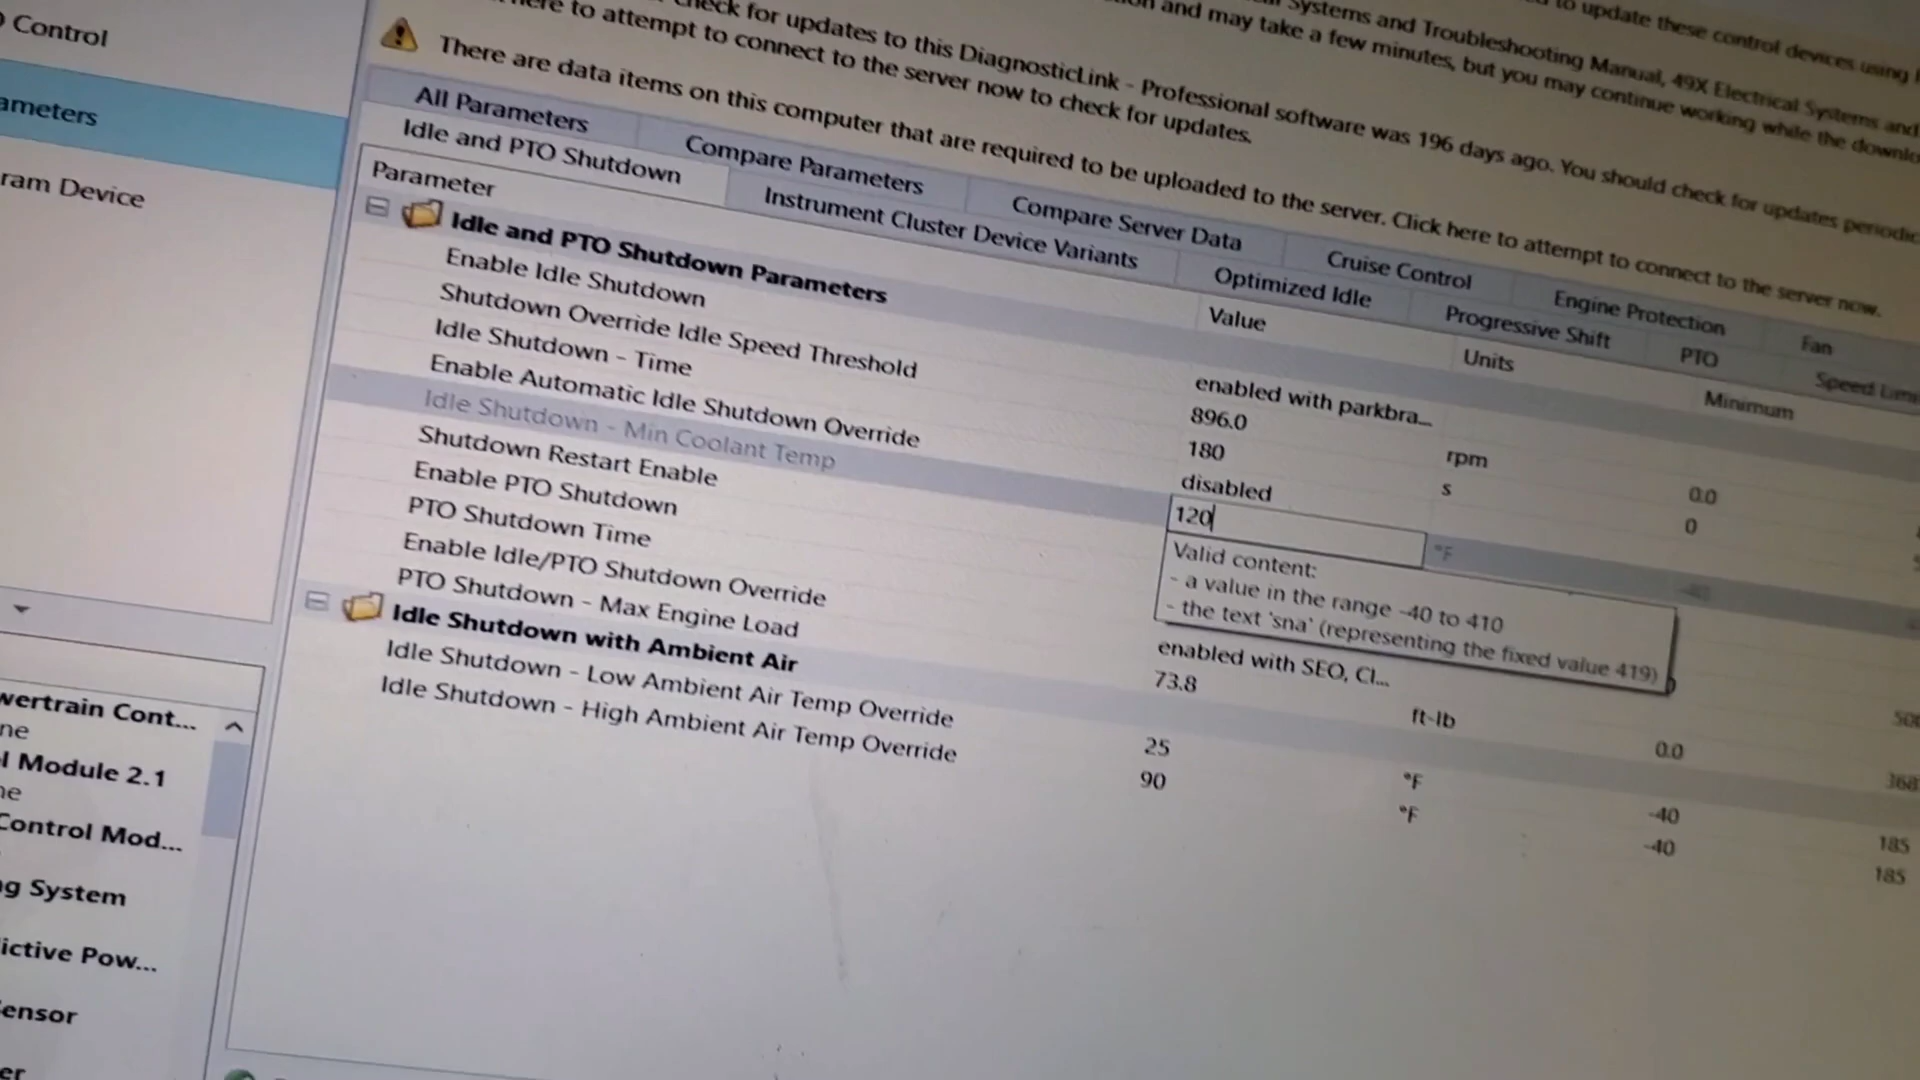 to update these control devices using
Systems and Troubleshooting Manual, 49X Electrical Systems and
and may take a few minutes, but you may continue working while the downlo
check for updates to this DiagnosticLink - Professional software was 196 days ago. You should check for updates periodic
here to attempt to connect to the server now to check for updates.
There are data items on this computer that are required to be uploaded to the server. Click here to attempt to connect to the server now.
Control
ameters
ram Device
All Parameters Compare Parameters Compare Server Data Cruise Control Engine Protection Fan
Idle and PTO Shutdown Instrument Cluster Device Variants Optimized Idle Progressive Shift PTO Speed Limi
Parameter Value Units Minimum
Idle and PTO Shutdown Parameters
Enable Idle Shutdown enabled with parkbra...
Shutdown Override Idle Speed Threshold 896.0 rpm 0.0
Idle Shutdown - Time 180 s 0
Enable Automatic Idle Shutdown Override disabled
Idle Shutdown - Min Coolant Temp 120 °F -40
Valid content:
- a value in the range -40 to 410
- the text 'sna' (representing the fixed value 419)
Shutdown Restart Enable
Enable PTO Shutdown
PTO Shutdown Time
Enable Idle/PTO Shutdown Override enabled with SEO, Cl...
PTO Shutdown - Max Engine Load 73.8 ft-lb 0.0 368
Idle Shutdown with Ambient Air
Idle Shutdown - Low Ambient Air Temp Override 25 °F -40 185
Idle Shutdown - High Ambient Air Temp Override 90 °F -40 185
wertrain Cont...
ne
l Module 2.1
ne
Control Mod...
ng System
ictive Pow...
ensor
er